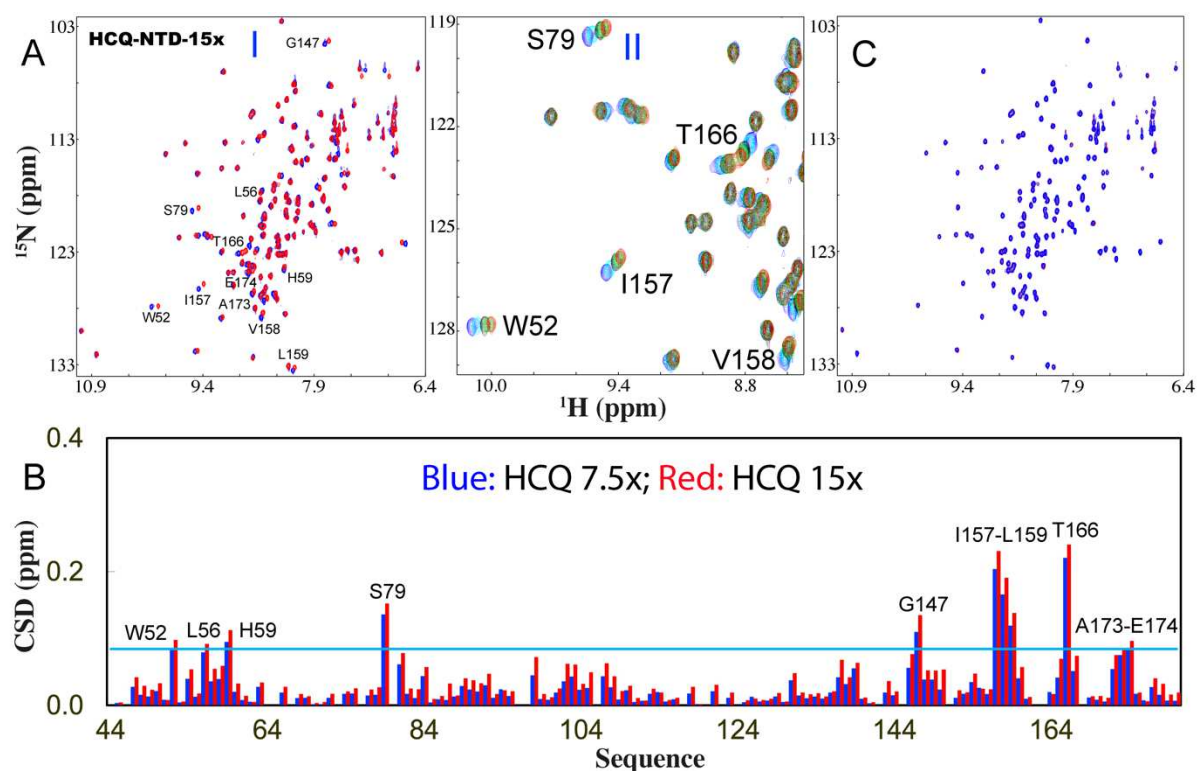 A
HCQ-NTD-15x
I
G147
L56
S79
T166
H59
E174
I157
A173
W52
V158
L159
103
113
123
133
10.9
9.4
7.9
6.4
15N (ppm)
II
S79
T166
I157
W52
V158
119
122
125
128
10.0
9.4
8.8
1H (ppm)
C
103
113
123
133
10.9
9.4
7.9
6.4
B
Blue: HCQ 7.5x; Red: HCQ 15x
I157-L159
T166
S79
G147
W52
L56
H59
A173-E174
0.4
0.2
0.0
CSD (ppm)
44
64
84
104
124
144
164
Sequence